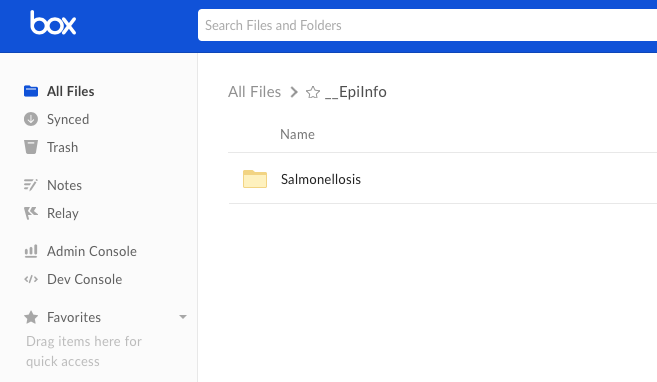 box
Search Files and Folders
All Files
Synced
Trash
Notes
Relay
Admin Console
Dev Console
Favorites
Drag items here for
quick access
All Files > __EpiInfo
Name
Salmonellosis